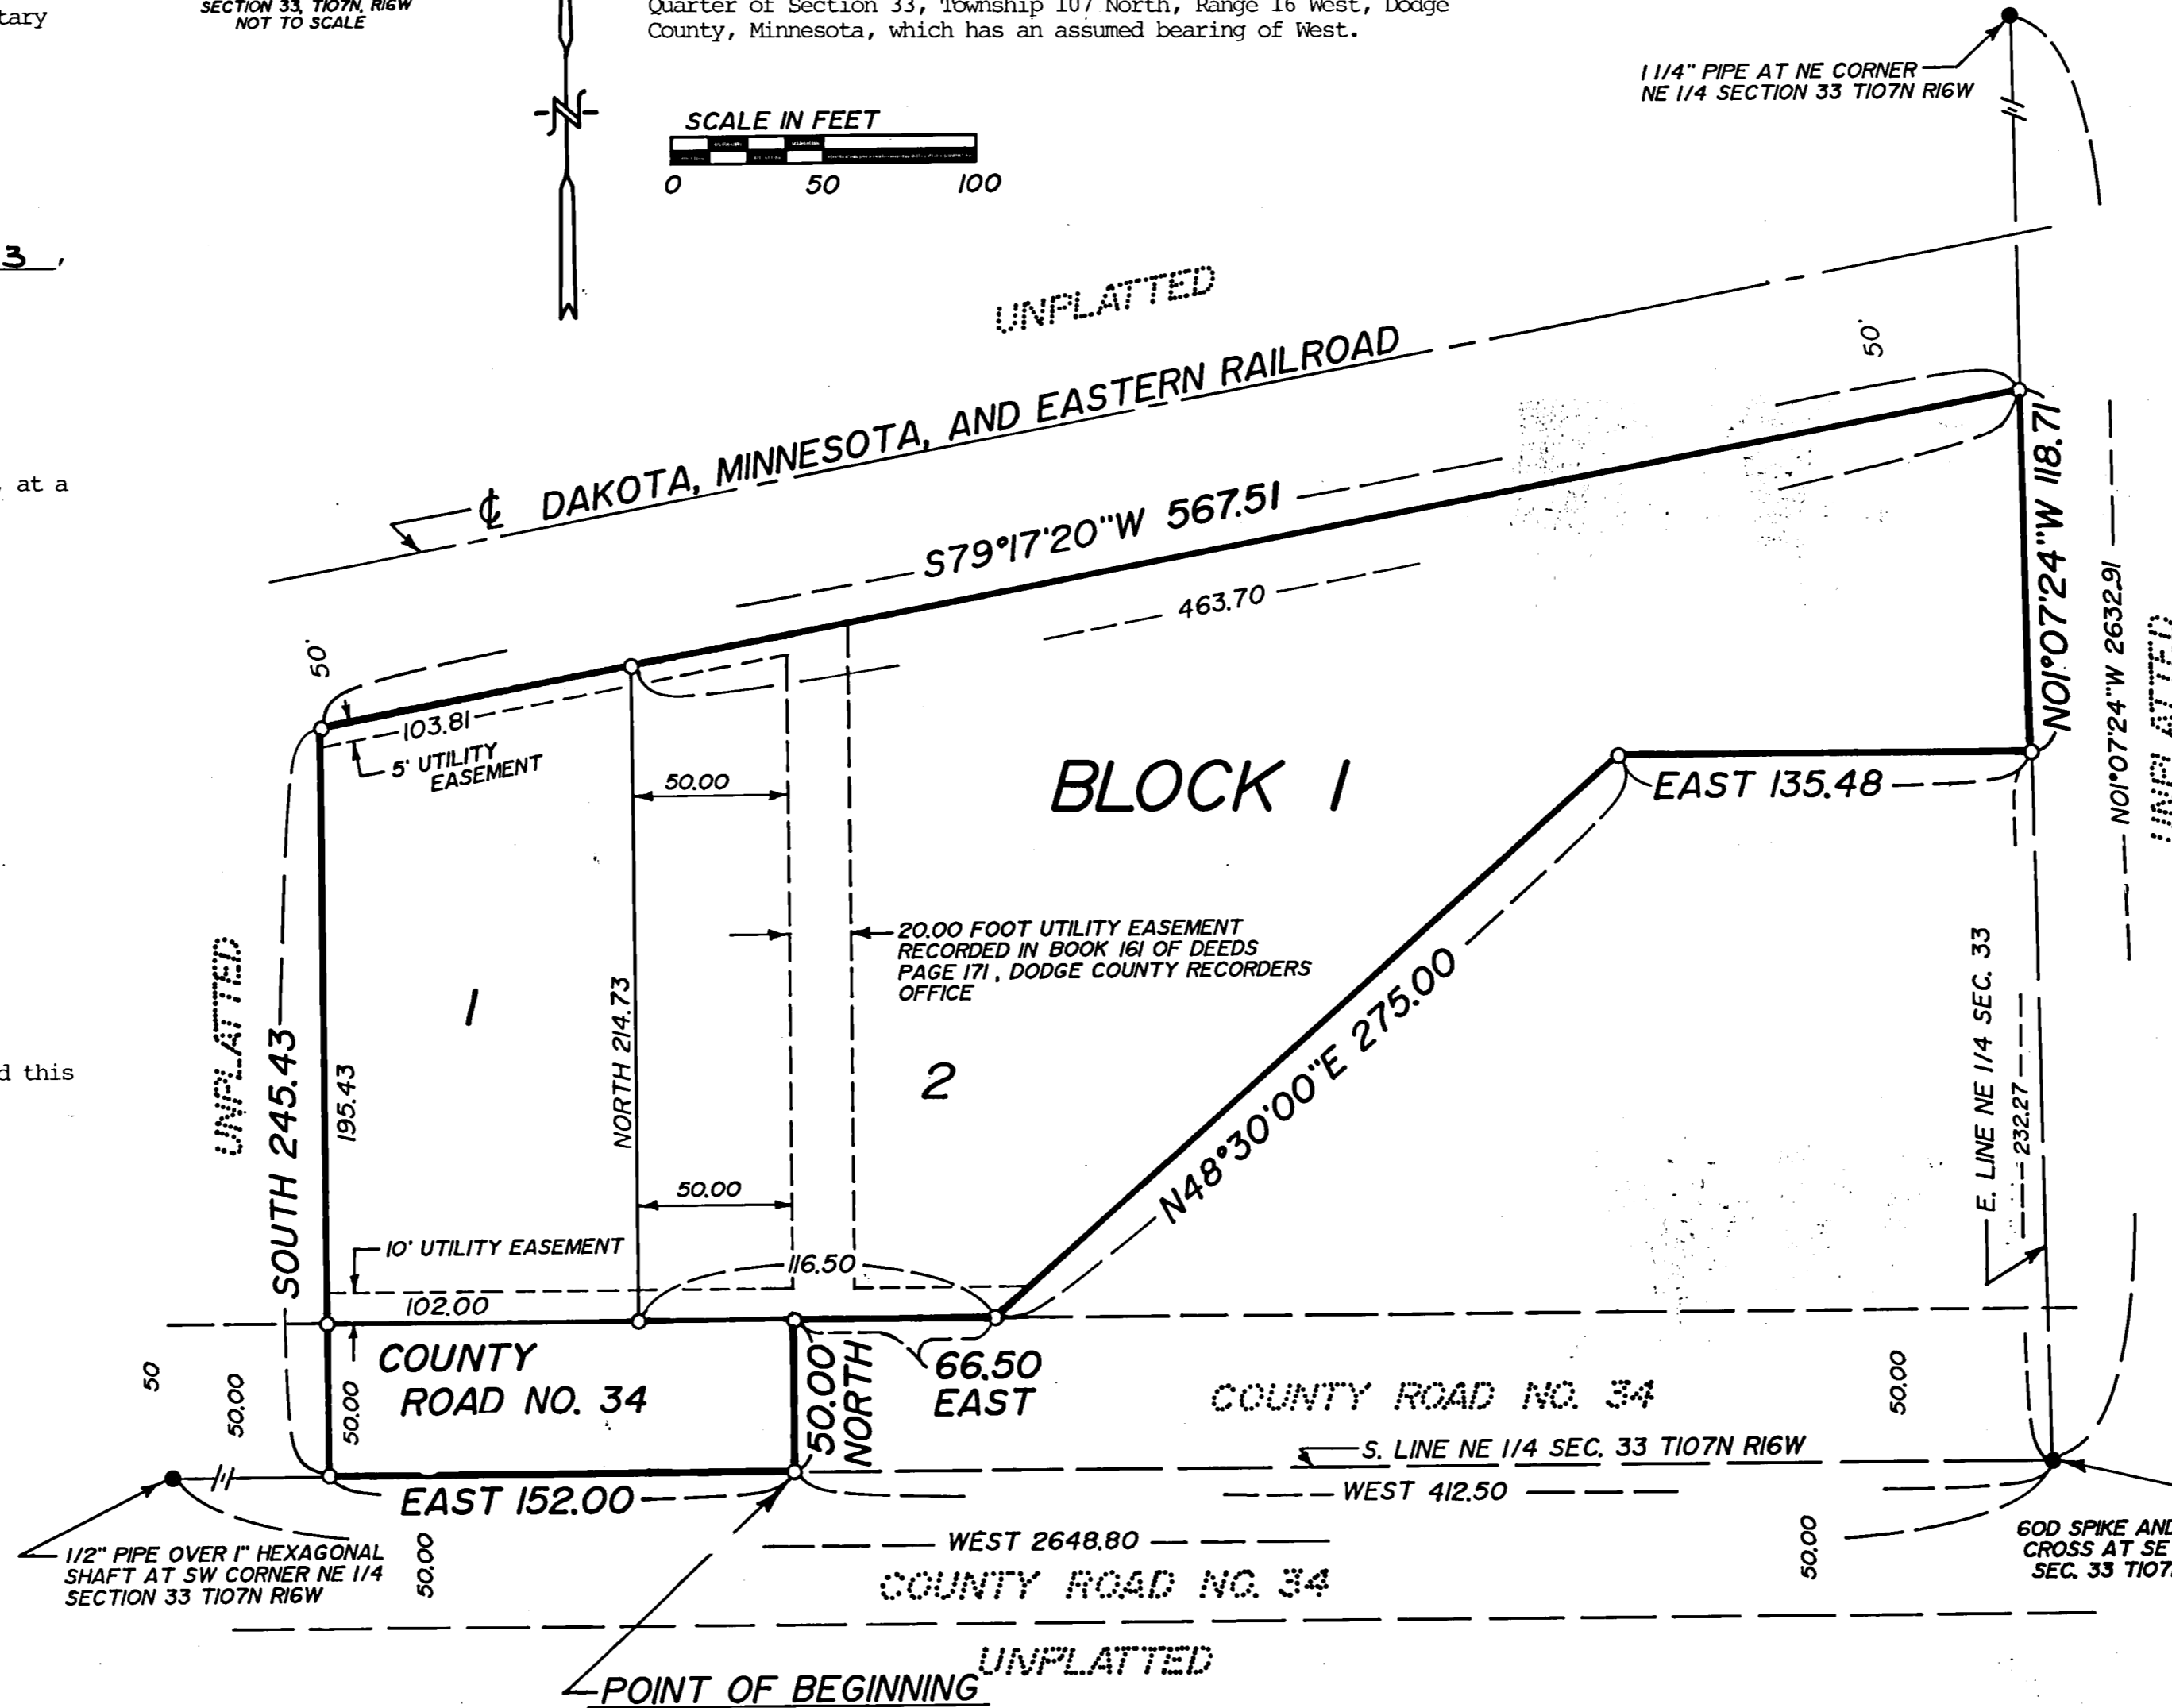 tary
SECTION 33, T107N, R16W
NOT TO SCALE
Quarter of Section 33, Township 107 North, Range 16 West, Dodge
County, Minnesota, which has an assumed bearing of West.
N
SCALE IN FEET
0 50 100
1 1/4" PIPE AT NE CORNER
NE 1/4 SECTION 33 T107N R16W
3,
UNPLATTED
50'
at a
℄ DAKOTA, MINNESOTA, AND EASTERN RAILROAD
S79°17'20"W 567.51
463.70
N01°07'24"W 118.71
N01°07'24"W 2632.91
UNPLATTED
50'
103.81
5' UTILITY
EASEMENT
50.00
BLOCK 1
EAST 135.48
20.00 FOOT UTILITY EASEMENT
RECORDED IN BOOK 161 OF DEEDS
PAGE 171, DODGE COUNTY RECORDERS
OFFICE
UNPLATTED
SOUTH 245.43
195.43
1
NORTH 214.73
2
N48°30'00"E 275.00
E. LINE NE 1/4 SEC. 33
232.27
d this
50.00
10' UTILITY EASEMENT
116.50
102.00
COUNTY
ROAD NO. 34
50
50.00
50.00
50.00
NORTH
66.50
EAST
COUNTY ROAD NO. 34
50.00
S. LINE NE 1/4 SEC. 33 T107N R16W
EAST 152.00
WEST 412.50
1/2" PIPE OVER 1" HEXAGONAL
SHAFT AT SW CORNER NE 1/4
SECTION 33 T107N R16W
50.00
WEST 2648.80
COUNTY ROAD NO. 34
50.00
60D SPIKE AND
CROSS AT SE
SEC. 33 T107
UNPLATTED
POINT OF BEGINNING